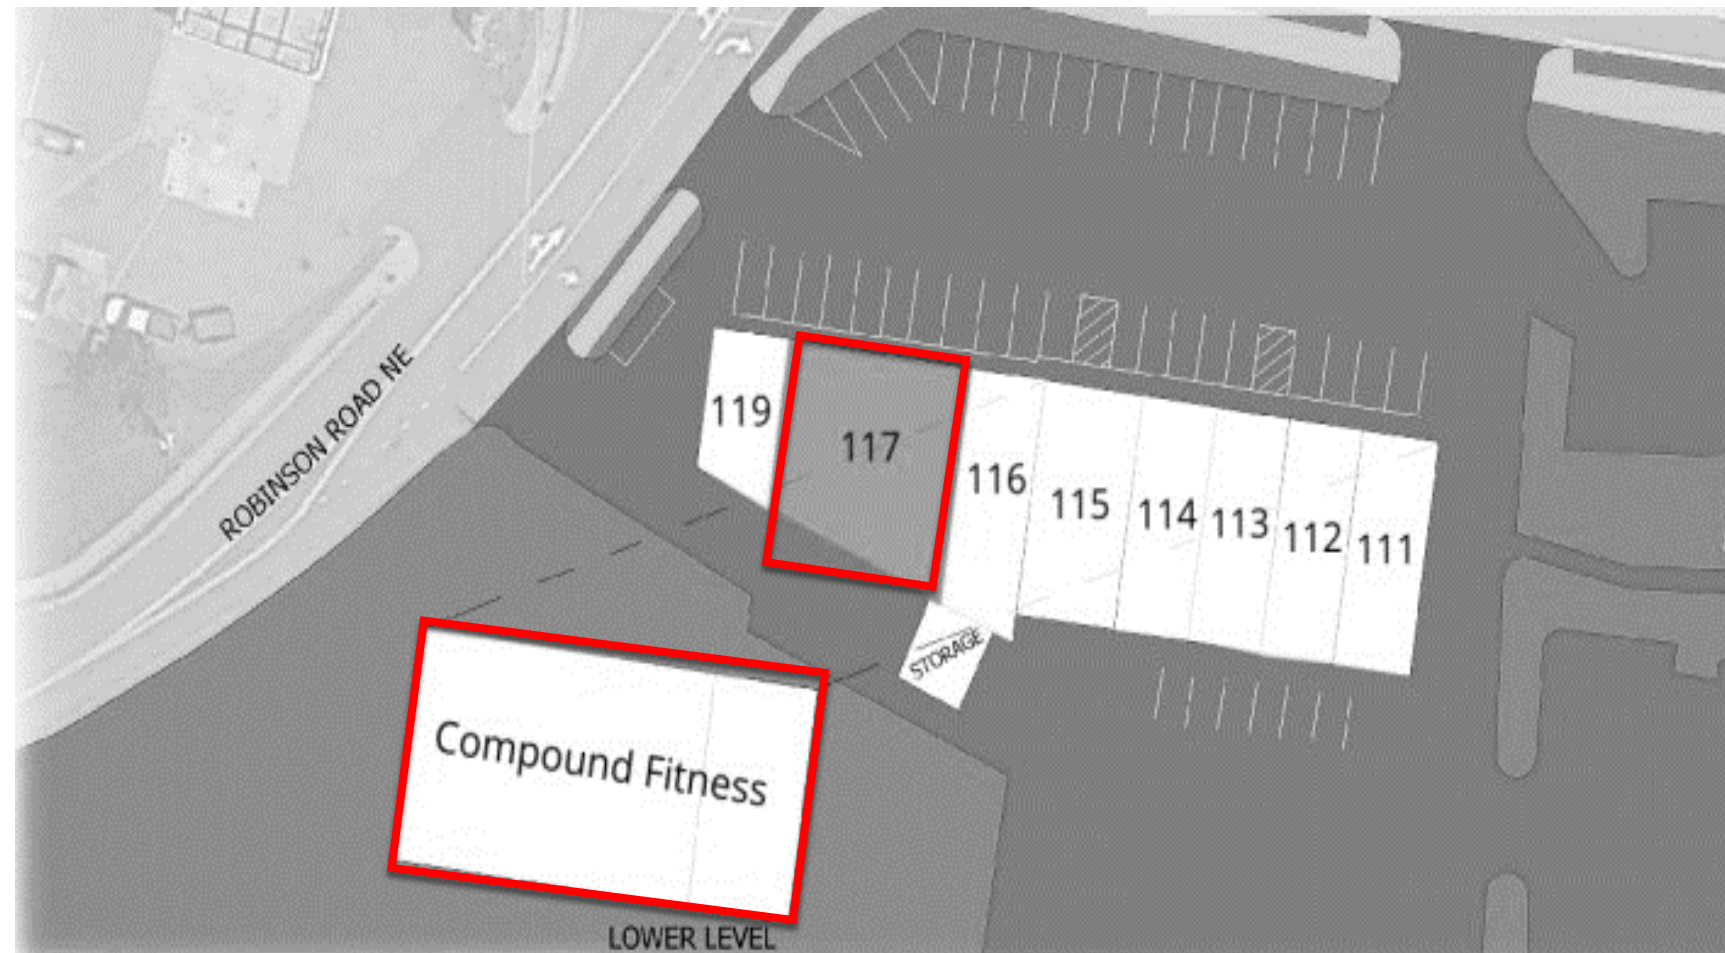 ROBINSON ROAD NE
119
117
116
115
114
113
112
111
STORAGE
Compound Fitness
LOWER LEVEL